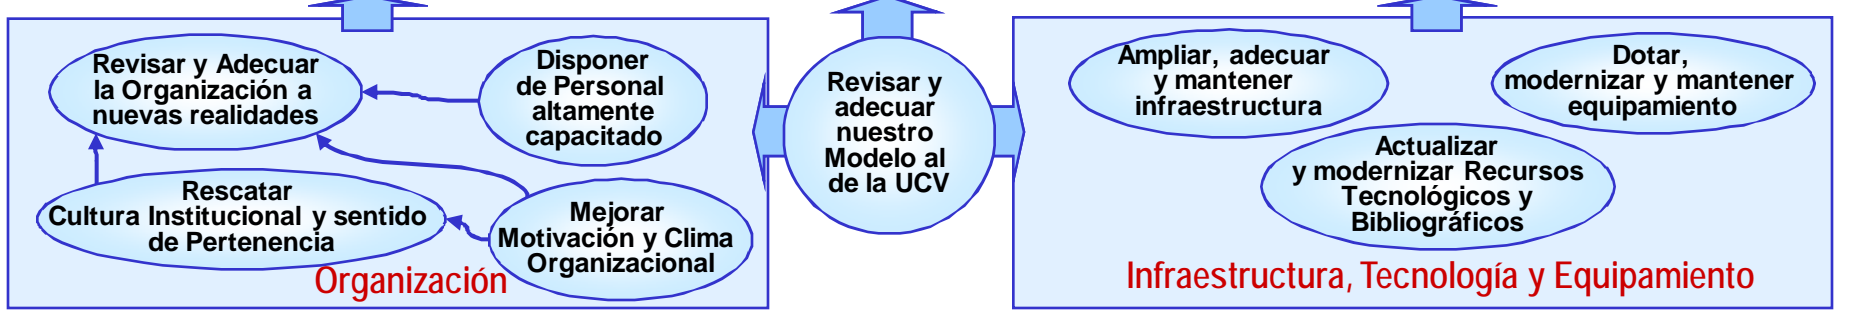 Revisar y Adecuar
la Organización a
nuevas realidades
Disponer
de Personal
altamente
capacitado
Rescatar
Cultura Institucional y sentido
de Pertenencia
Mejorar
Motivación y Clima
Organizacional
Organización
Revisar y
adecuar
nuestro
Modelo al
de la UCV
Ampliar, adecuar
y mantener
infraestructura
Dotar,
modernizar y mantener
equipamiento
Actualizar
y modernizar Recursos
Tecnológicos y
Bibliográficos
Infraestructura, Tecnología y Equipamiento